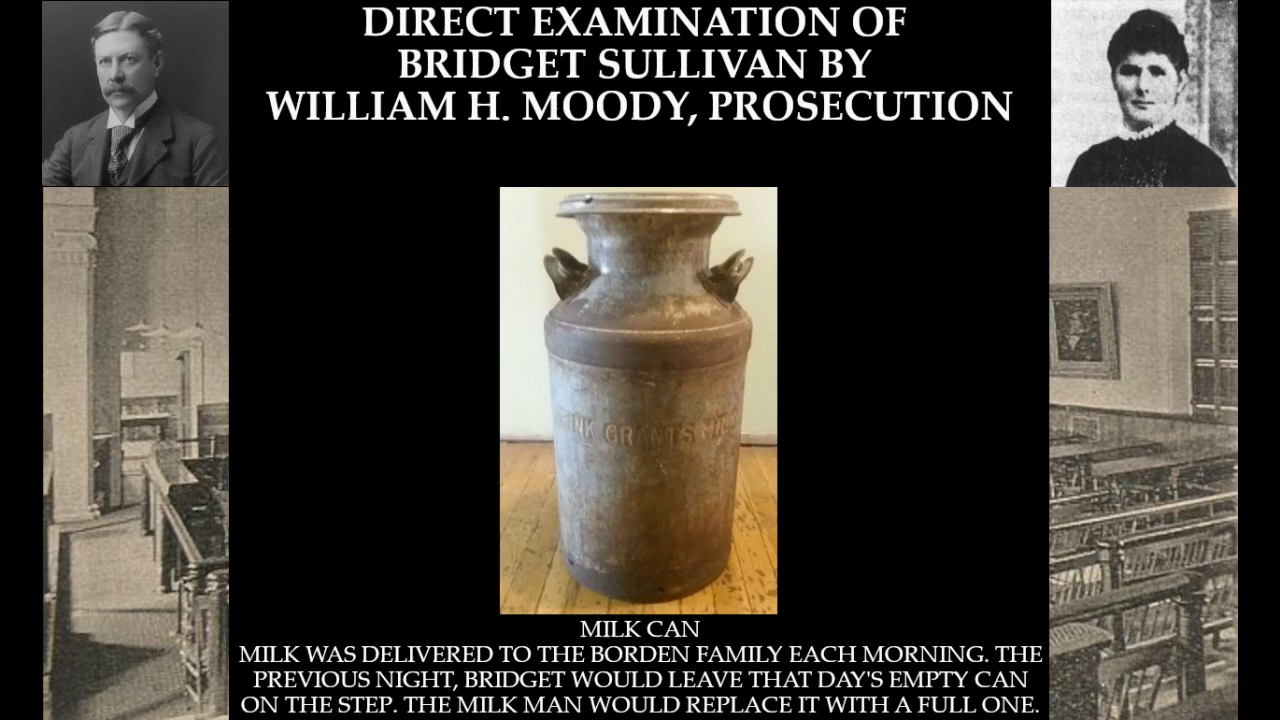 DIRECT EXAMINATION OF
BRIDGET SULLIVAN BY
WILLIAM H. MOODY, PROSECUTION
GRANTS
MILK CAN
MILK WAS DELIVERED TO THE BORDEN FAMILY EACH MORNING. THE
PREVIOUS NIGHT, BRIDGET WOULD LEAVE THAT DAY'S EMPTY CAN
ON THE STEP. THE MILK MAN WOULD REPLACE IT WITH A FULL ONE.